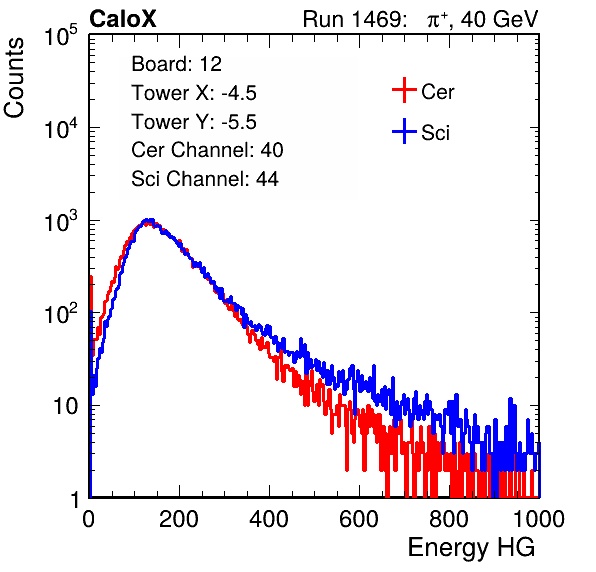 CaloX Run 1469: π⁺, 40 GeV
Counts
Board: 12
Tower X: -4.5
Tower Y: -5.5
Cer Channel: 40
Sci Channel: 44
Cer
Sci
10⁵
10⁴
10³
10²
10
1
0 200 400 600 800 1000
Energy HG